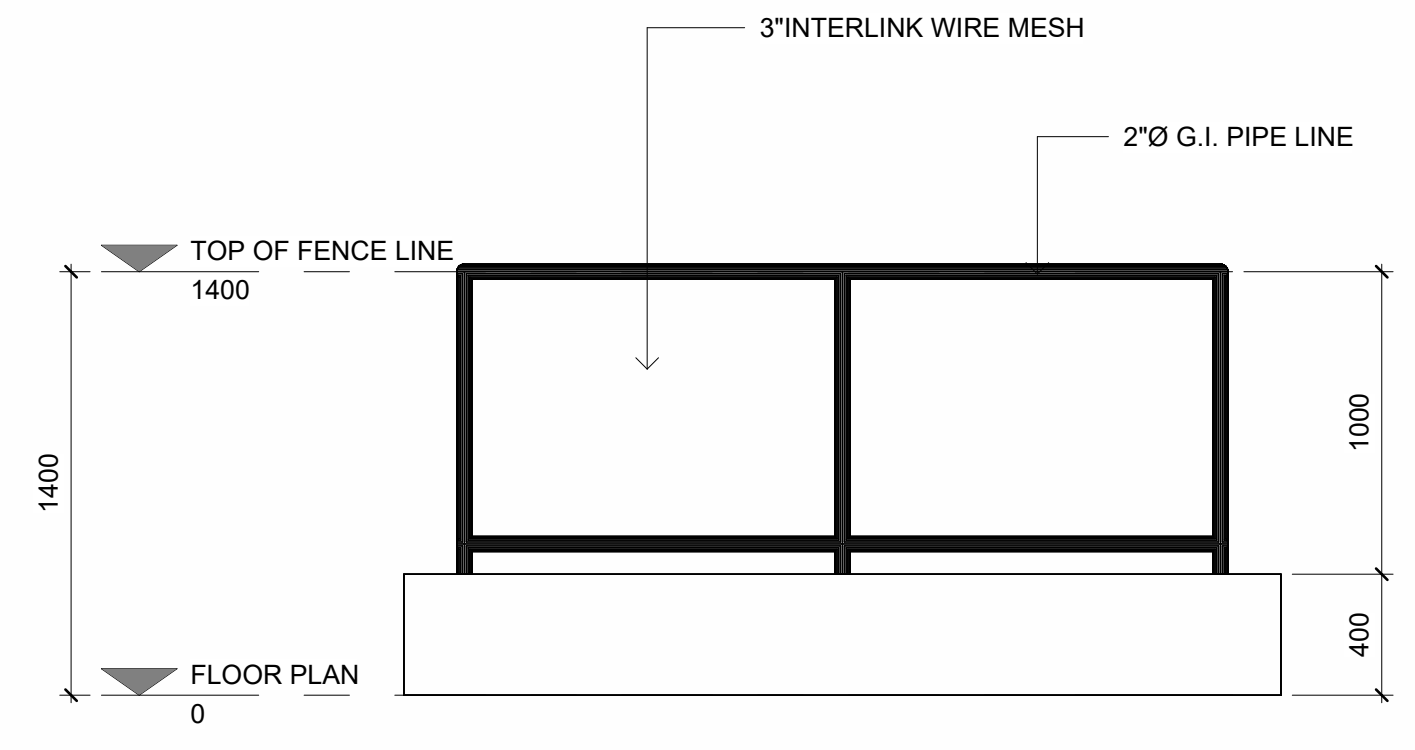 3"INTERLINK WIRE MESH
2"Ø G.I. PIPE LINE
TOP OF FENCE LINE
1400
1400
1000
400
FLOOR PLAN
0